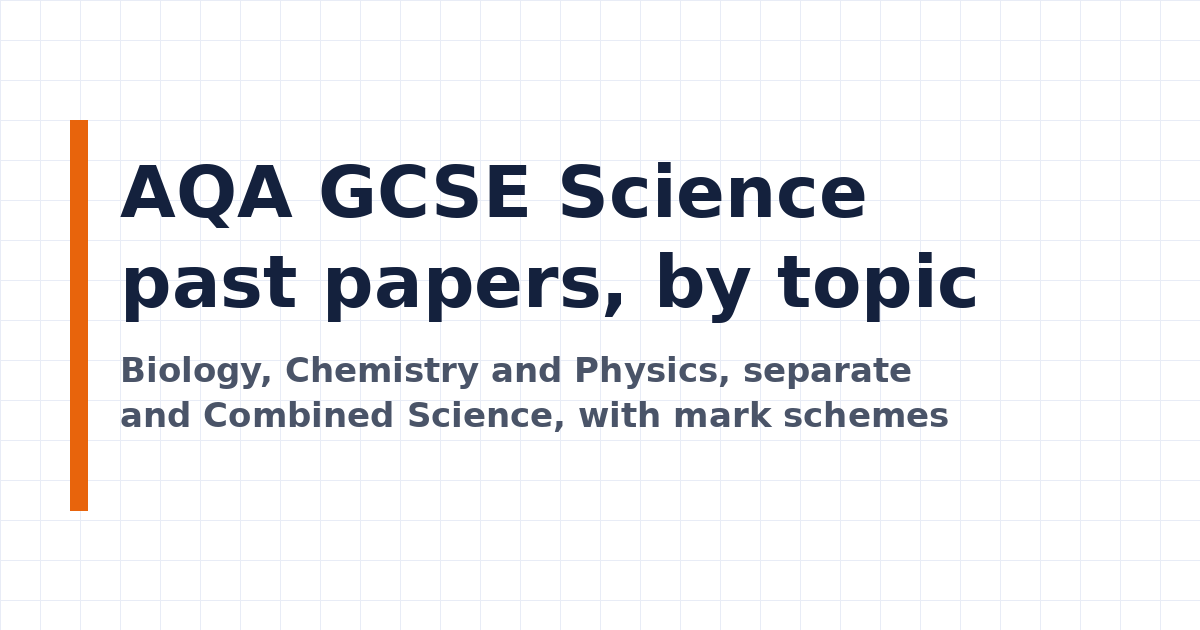 AQA GCSE Science
past papers, by topic
Biology, Chemistry and Physics, separate
and Combined Science, with mark schemes